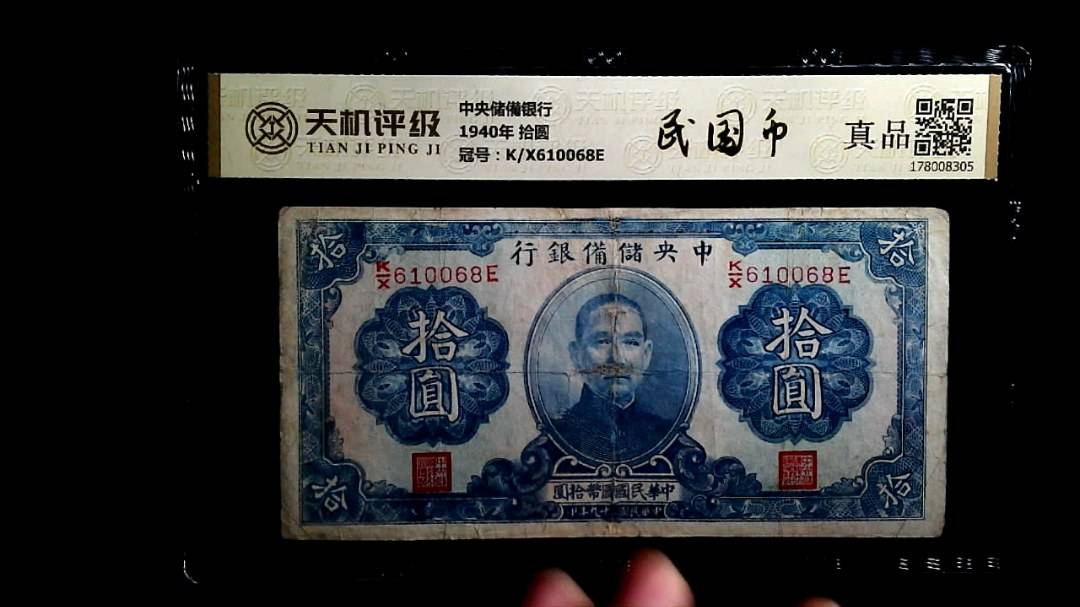 天机评级
TIAN JI PING JI
中央储備银行
1940年 拾圆
冠号：K/X610068E
民国币
真品
178008305
行銀備儲央中
拾
拾
K/X610068E
K/X610068E
拾圓
拾圓
拾
拾
圓拾幣國國民華中